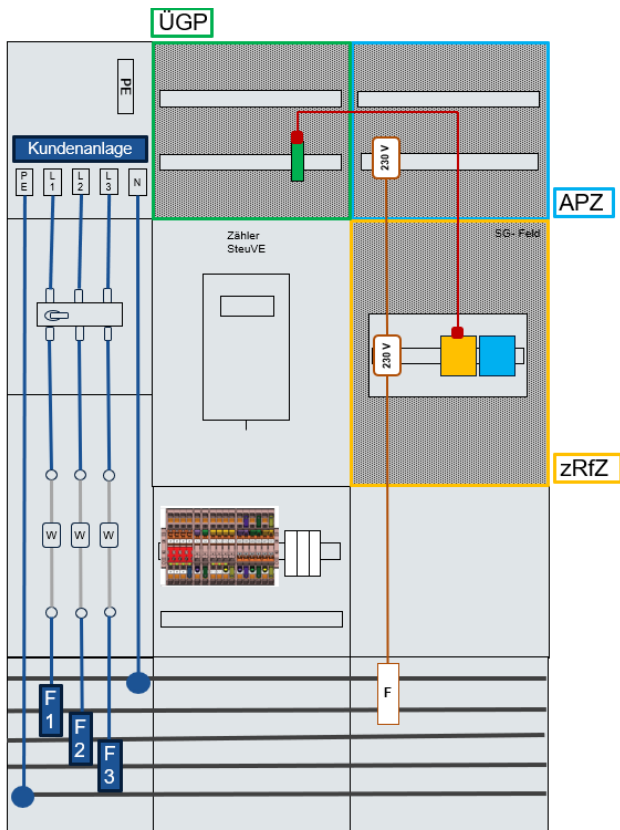 ÜGP
PE
Kundenanlage
PE
L1
L2
L3
N
230 V
APZ
Zähler
SteuVE
SG- Feld
230 V
zRfZ
W
W
W
F
F1
F2
F3